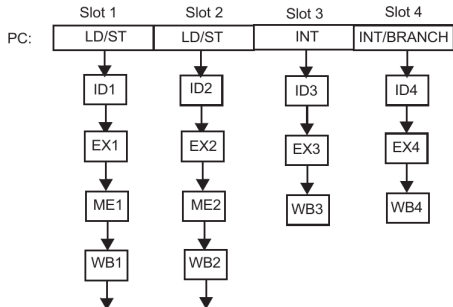 Slot 1 Slot 2 Slot 3 Slot 4
PC: LD/ST LD/ST INT INT/BRANCH
ID1 ID2 ID3 ID4
EX1 EX2 EX3 EX4
ME1 ME2 WB3 WB4
WB1 WB2